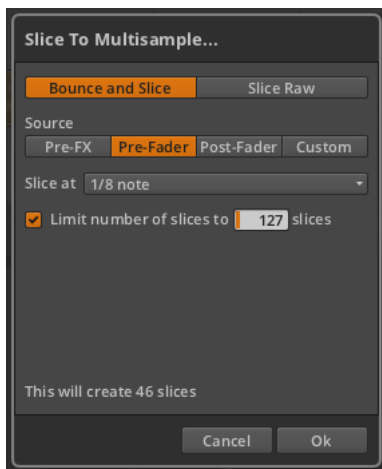 Slice To Multisample...
Bounce and Slice Slice Raw
Source
Pre-FX Pre-Fader Post-Fader Custom
Slice at 1/8 note
Limit number of slices to 127 slices
This will create 46 slices
Cancel Ok